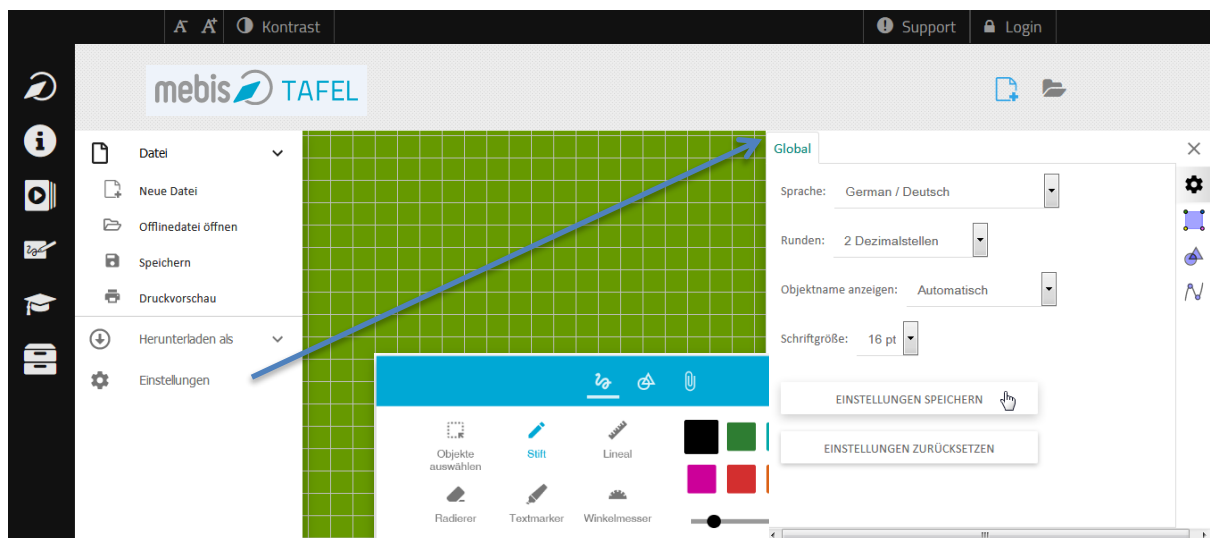 A- A+ Kontrast
Support
Login
mebis TAFEL
Datei
Neue Datei
Offlinedatei öffnen
Speichern
Druckvorschau
Herunterladen als
Einstellungen
Objekte
auswählen
Stift
Lineal
Radierer
Textmarker
Winkelmesser
Global
Sprache: German / Deutsch
Runden: 2 Dezimalstellen
Objektname anzeigen: Automatisch
Schriftgröße: 16 pt
EINSTELLUNGEN SPEICHERN
EINSTELLUNGEN ZURÜCKSETZEN